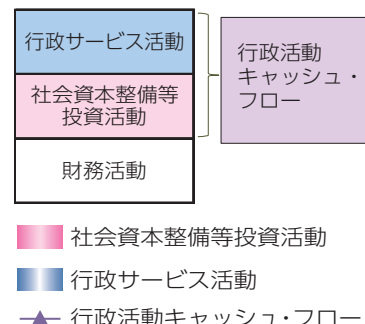 行政サービス活動
社会資本整備等
投資活動
財務活動
行政活動
キャッシュ・
フロー
社会資本整備等投資活動
行政サービス活動
行政活動キャッシュ・フロー